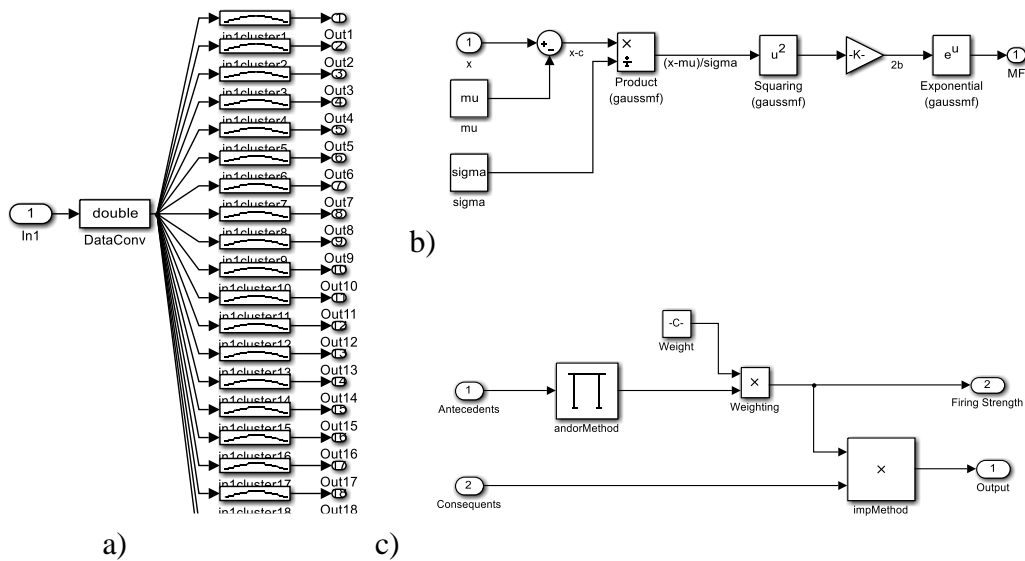 1
In1
double
DataConv
1
Out1
in1cluster1
2
Out2
in1cluster2
3
Out3
in1cluster3
4
Out4
in1cluster4
5
Out5
in1cluster5
6
Out6
in1cluster6
7
Out7
in1cluster7
8
Out8
in1cluster8
9
Out9
in1cluster9
10
Out10
in1cluster10
11
Out11
in1cluster11
12
Out12
in1cluster12
13
Out13
in1cluster13
14
Out14
in1cluster14
15
Out15
in1cluster15
16
Out16
in1cluster16
17
Out17
in1cluster17
18
Out18
in1cluster18
a)
1
x
+
−
x-c
mu
mu
sigma
sigma
×
÷
Product
(gaussmf)
(x-mu)/sigma
u²
Squaring
(gaussmf)
-K-
2b
eᵘ
Exponential
(gaussmf)
1
MF
b)
-C-
Weight
1
Antecedents
∏
andorMethod
×
Weighting
2
Firing Strength
2
Consequents
×
impMethod
1
Output
c)